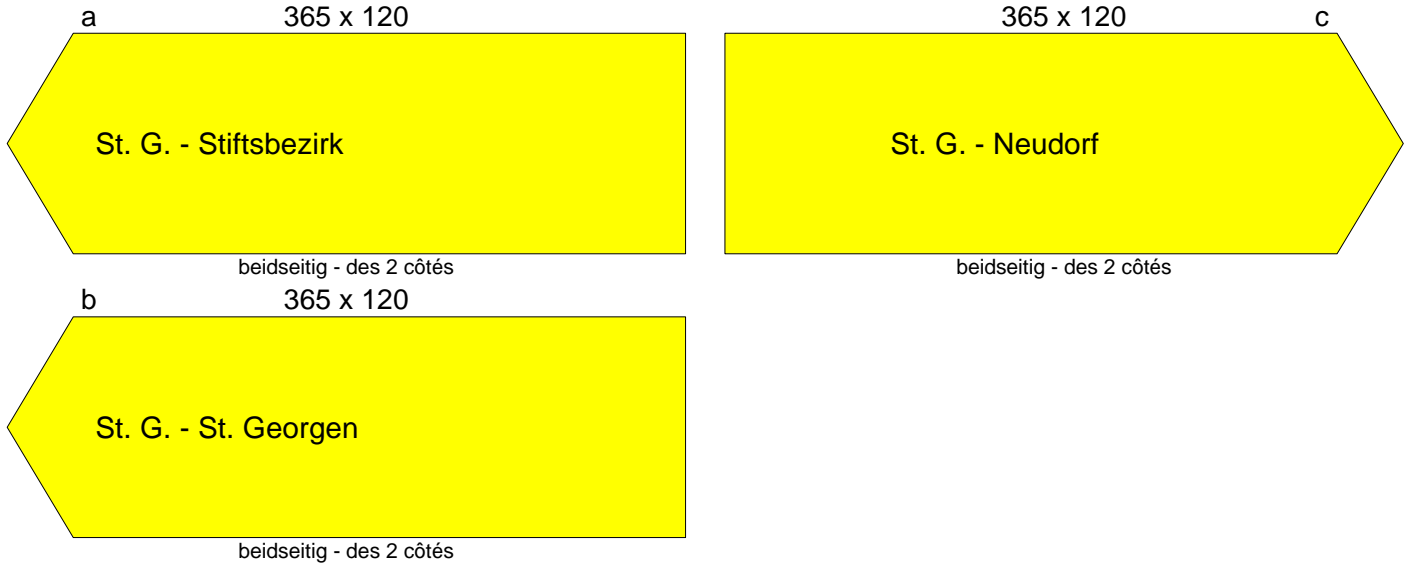 a 365 x 120
St. G. - Stiftsbezirk
beidseitig - des 2 côtés
365 x 120 c
St. G. - Neudorf
beidseitig - des 2 côtés
b 365 x 120
St. G. - St. Georgen
beidseitig - des 2 côtés